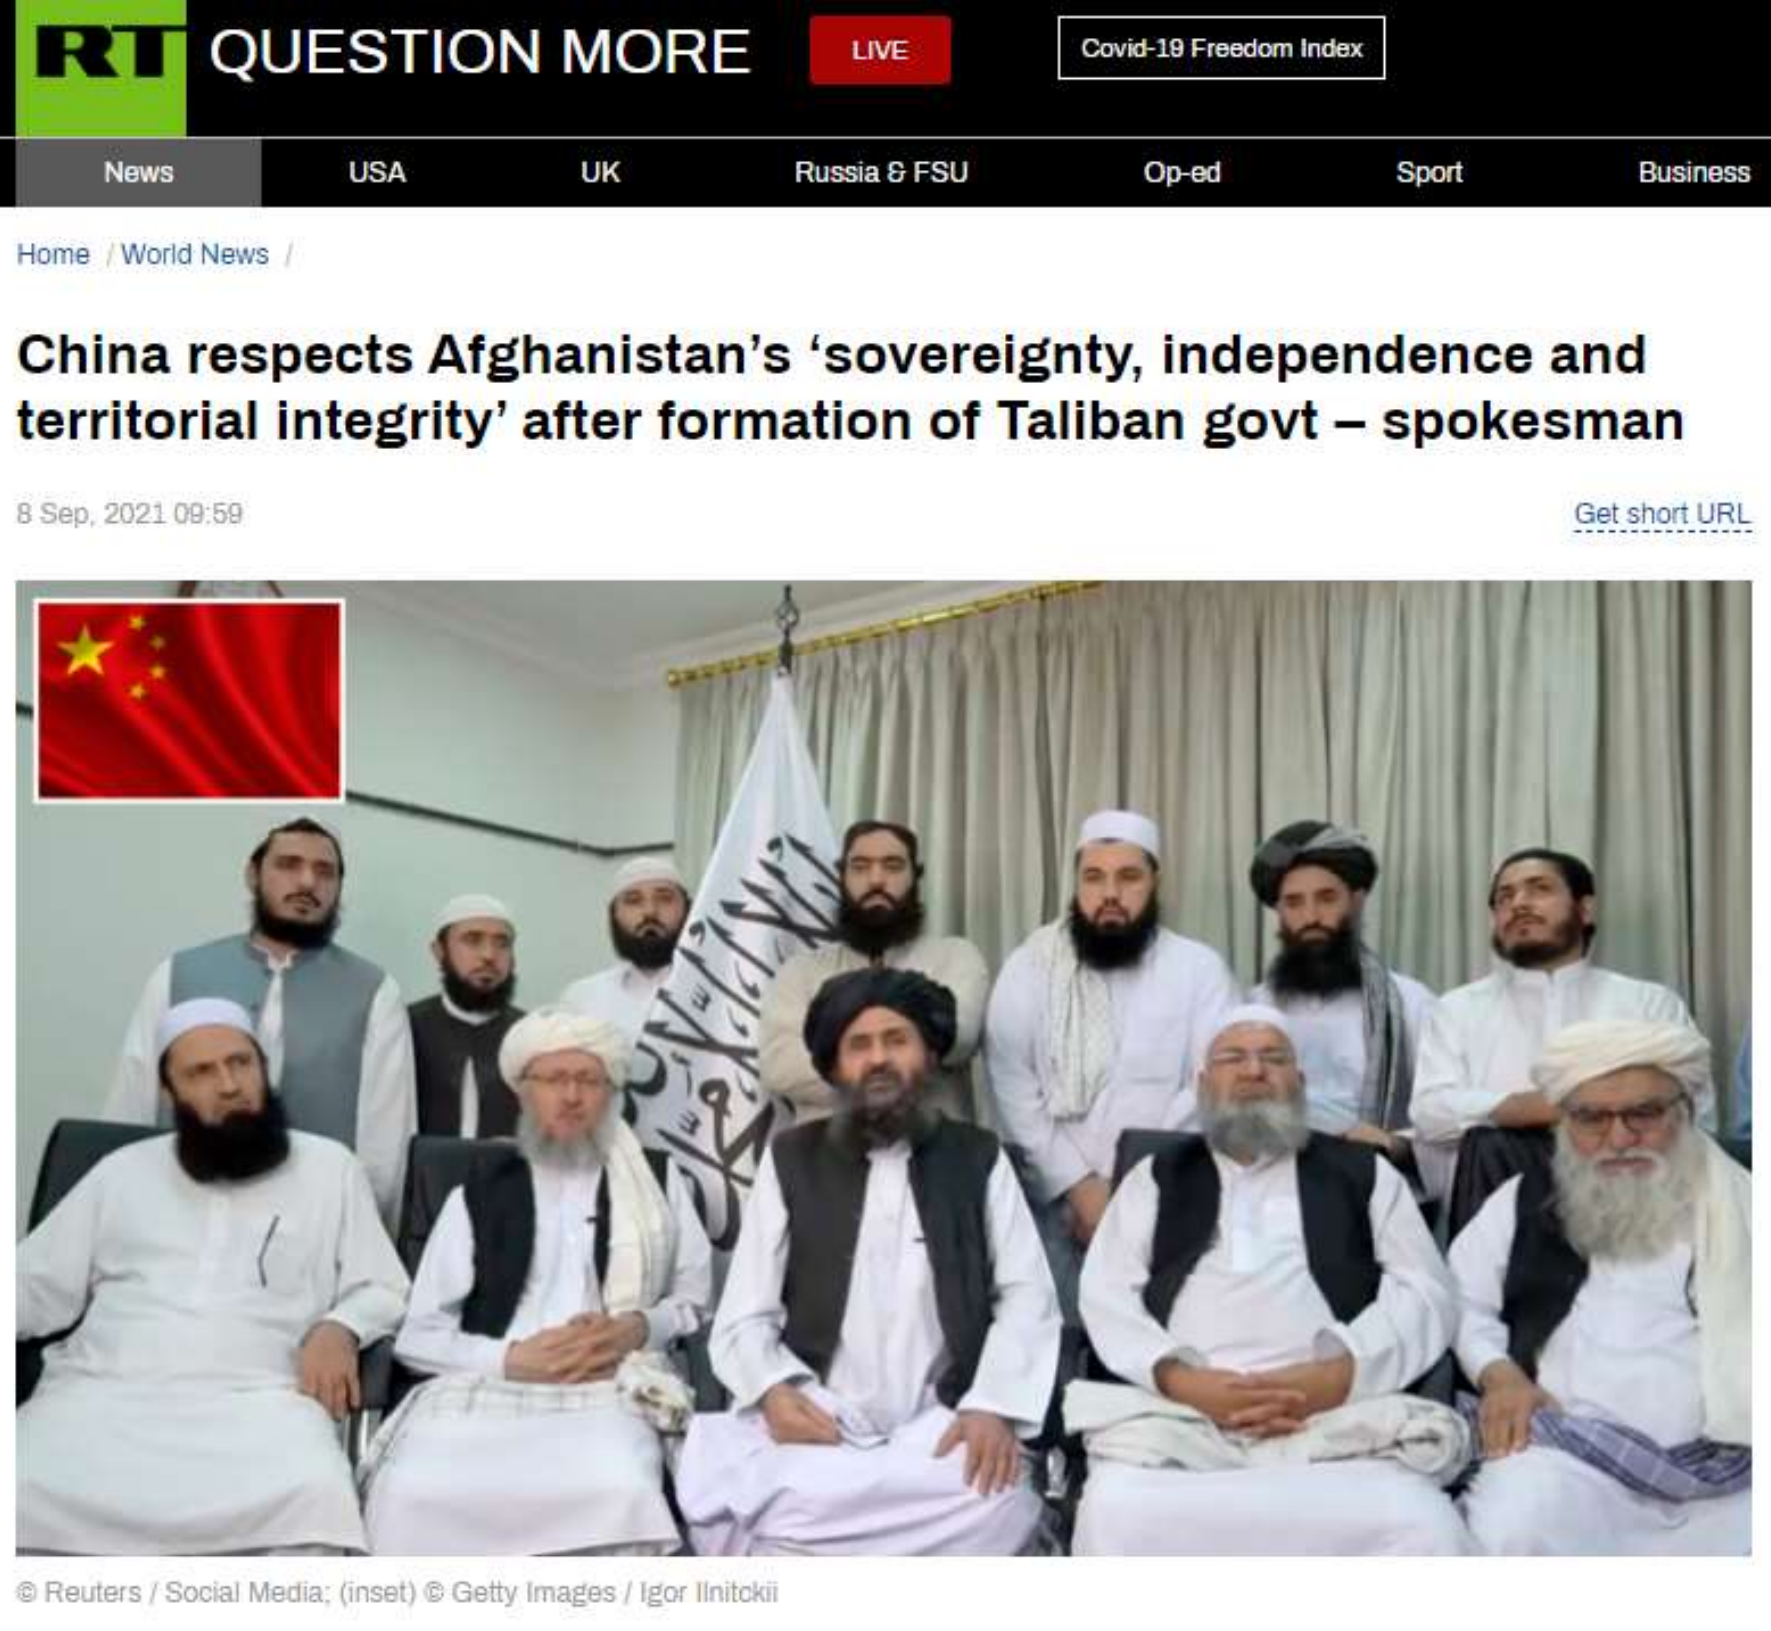 RT QUESTION MORE LIVE Covid-19 Freedom Index
News USA UK Russia & FSU Op-ed Sport Business
Home / World News /
China respects Afghanistan’s ‘sovereignty, independence and
territorial integrity’ after formation of Taliban govt – spokesman
8 Sep, 2021 09:59 Get short URL
© Reuters / Social Media; (inset) © Getty Images / Igor Ilnitckii